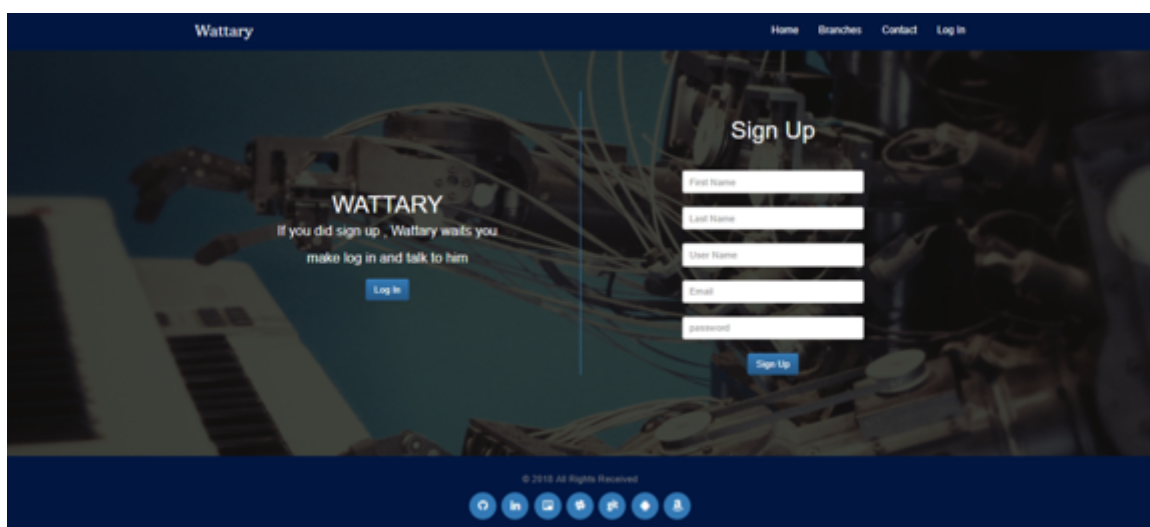 Wattary
Home Branches Contact Log In
WATTARY
If you did sign up , Wattary waits you
make log in and talk to him
Log In
Sign Up
First Name
Last Name
User Name
Email
password
Sign Up
© 2018 All Rights Received
in